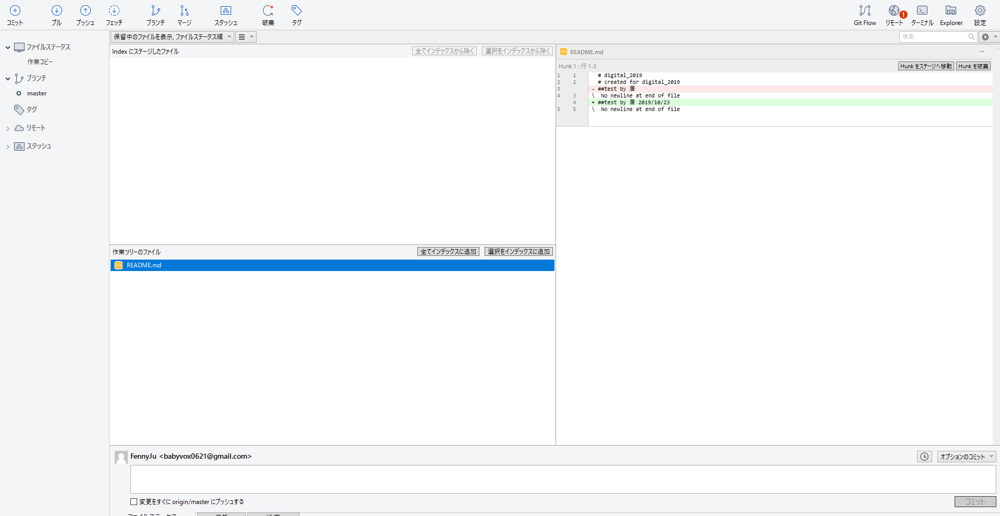 コミット プル プッシュ フェッチ ブランチ マージ スタッシュ 破棄 タグ Git Flow リモート ターミナル Explorer 設定
保留中のファイルを表示, ファイルステータス順
検索
ファイルステータス
作業コピー
ブランチ
master
タグ
リモート
スタッシュ
Index にステージしたファイル 全てインデックスから除く 選択をインデックスから除く
作業ツリーのファイル 全てインデックスに追加 選択をインデックスに追加
README.md
README.md ...
Hunk 1 : 行 1-3 Hunk をステージへ移動 Hunk を破棄
1 1 # digital_2019
2 2 # created for digital_2019
3 - ##test by 居
4 3 \ No newline at end of file
4 + ##test by 居 2019/10/23
5 5 \ No newline at end of file
FennyJu <babyvox0621@gmail.com> オプションのコミット
変更をすぐに origin/master にプッシュする コミット